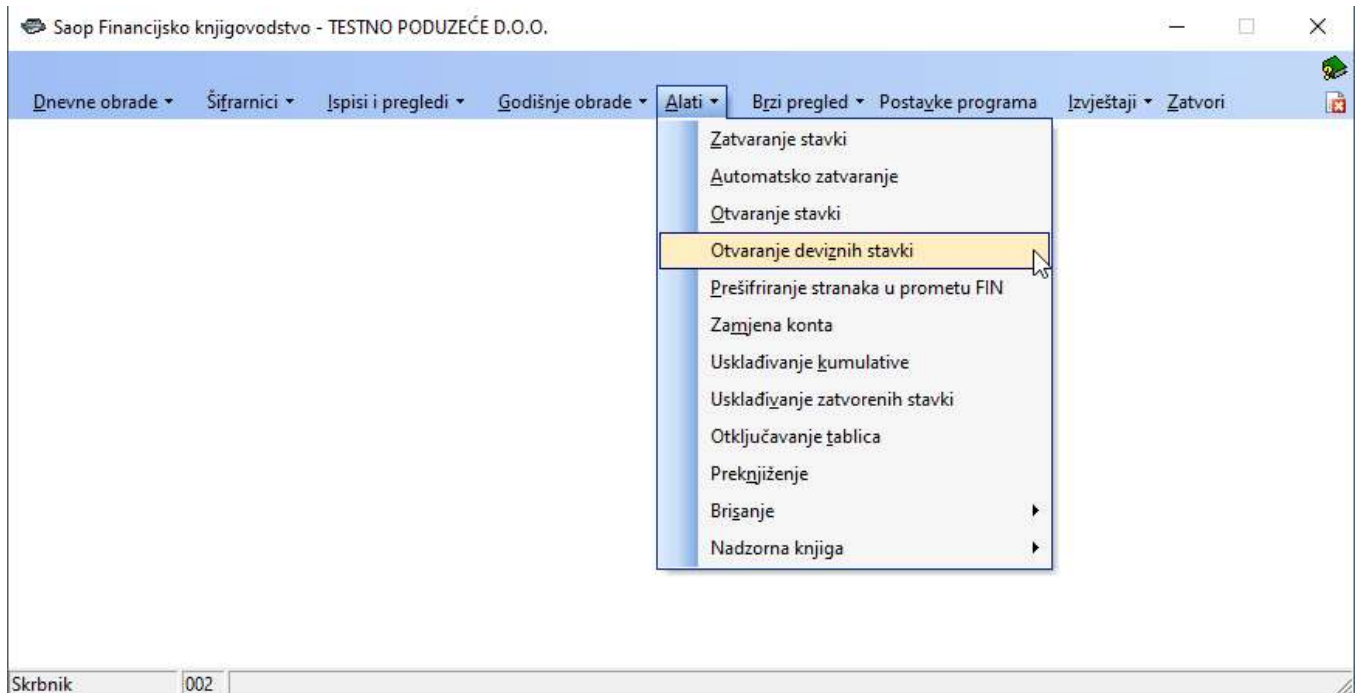 Saop Financijsko knjigovodstvo - TESTNO PODUZEĆE D.O.O.
Dnevne obrade Šifrarnici Ispisi i pregledi Godišnje obrade Alati Brzi pregled Postavke programa Izvještaji Zatvori
Zatvaranje stavki
Automatsko zatvaranje
Otvaranje stavki
Otvaranje deviznih stavki
Prešifriranje stranaka u prometu FIN
Zamjena konta
Usklađivanje kumulative
Usklađivanje zatvorenih stavki
Otključavanje tablica
Preknjiženje
Brisanje
Nadzorna knjiga
Skrbnik 002